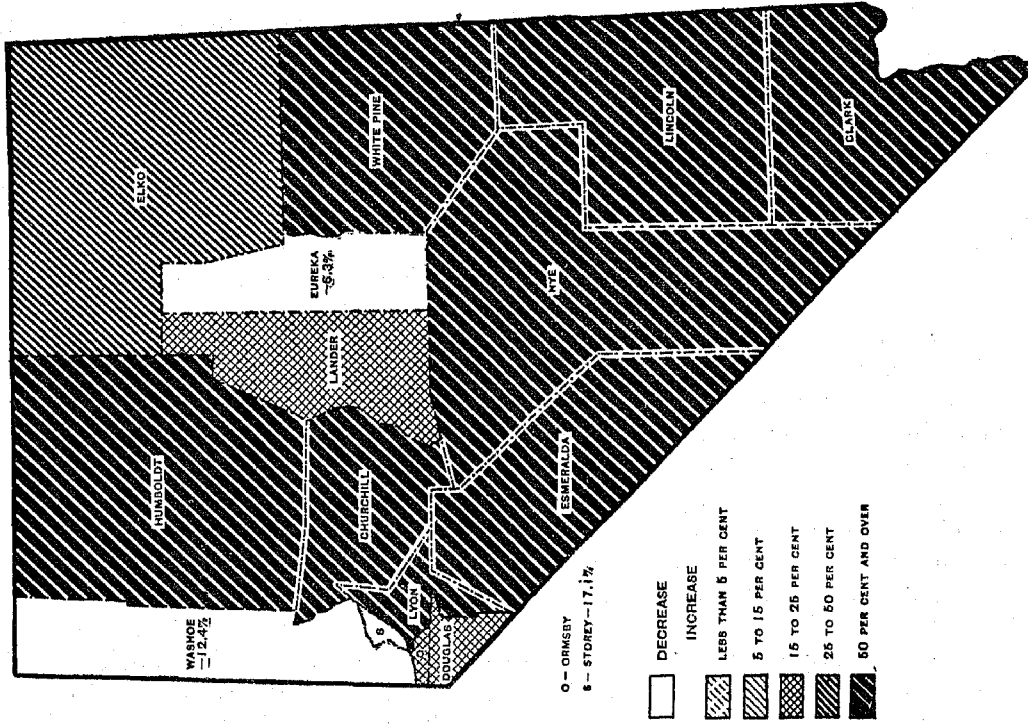 WASHOE
—12.4%
HUMBOLDT
ELKO
LANDER
EUREKA
—5.3%
WHITE PINE
CHURCHILL
S
LYON
DOUGLAS
ESMERALDA
NYE
LINCOLN
CLARK
O — ORMSBY
S — STOREY—17.1%
DECREASE
INCREASE
LESS THAN 5 PER CENT
5 TO 15 PER CENT
15 TO 25 PER CENT
25 TO 50 PER CENT
50 PER CENT AND OVER